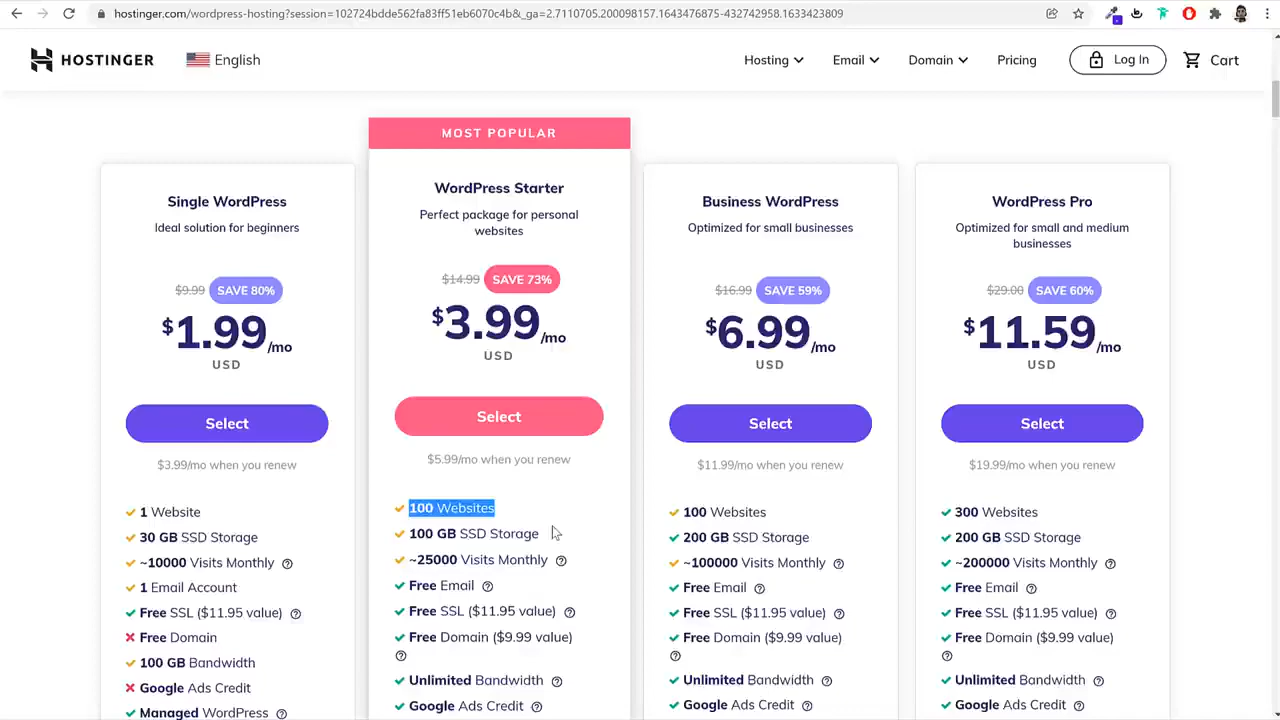 hostinger.com/wordpress-hosting?session=102724bdde562fa83ff51eb6070c4b&_ga=2.7110705.200098157.1643476875-432742958.1633423809
HOSTINGER
English
Hosting
Email
Domain
Pricing
Log In
Cart
MOST POPULAR
Single WordPress
Ideal solution for beginners
$9.99 SAVE 80%
$1.99/mo
USD
Select
$3.99/mo when you renew
1 Website
30 GB SSD Storage
~10000 Visits Monthly
1 Email Account
Free SSL ($11.95 value)
Free Domain
100 GB Bandwidth
Google Ads Credit
Managed WordPress
WordPress Starter
Perfect package for personal
websites
$14.99 SAVE 73%
$3.99/mo
USD
Select
$5.99/mo when you renew
100 Websites
100 GB SSD Storage
~25000 Visits Monthly
Free Email
Free SSL ($11.95 value)
Free Domain ($9.99 value)
Unlimited Bandwidth
Google Ads Credit
Business WordPress
Optimized for small businesses
$16.99 SAVE 59%
$6.99/mo
USD
Select
$11.99/mo when you renew
100 Websites
200 GB SSD Storage
~100000 Visits Monthly
Free Email
Free SSL ($11.95 value)
Free Domain ($9.99 value)
Unlimited Bandwidth
Google Ads Credit
WordPress Pro
Optimized for small and medium
businesses
$29.00 SAVE 60%
$11.59/mo
USD
Select
$19.99/mo when you renew
300 Websites
200 GB SSD Storage
~200000 Visits Monthly
Free Email
Free SSL ($11.95 value)
Free Domain ($9.99 value)
Unlimited Bandwidth
Google Ads Credit